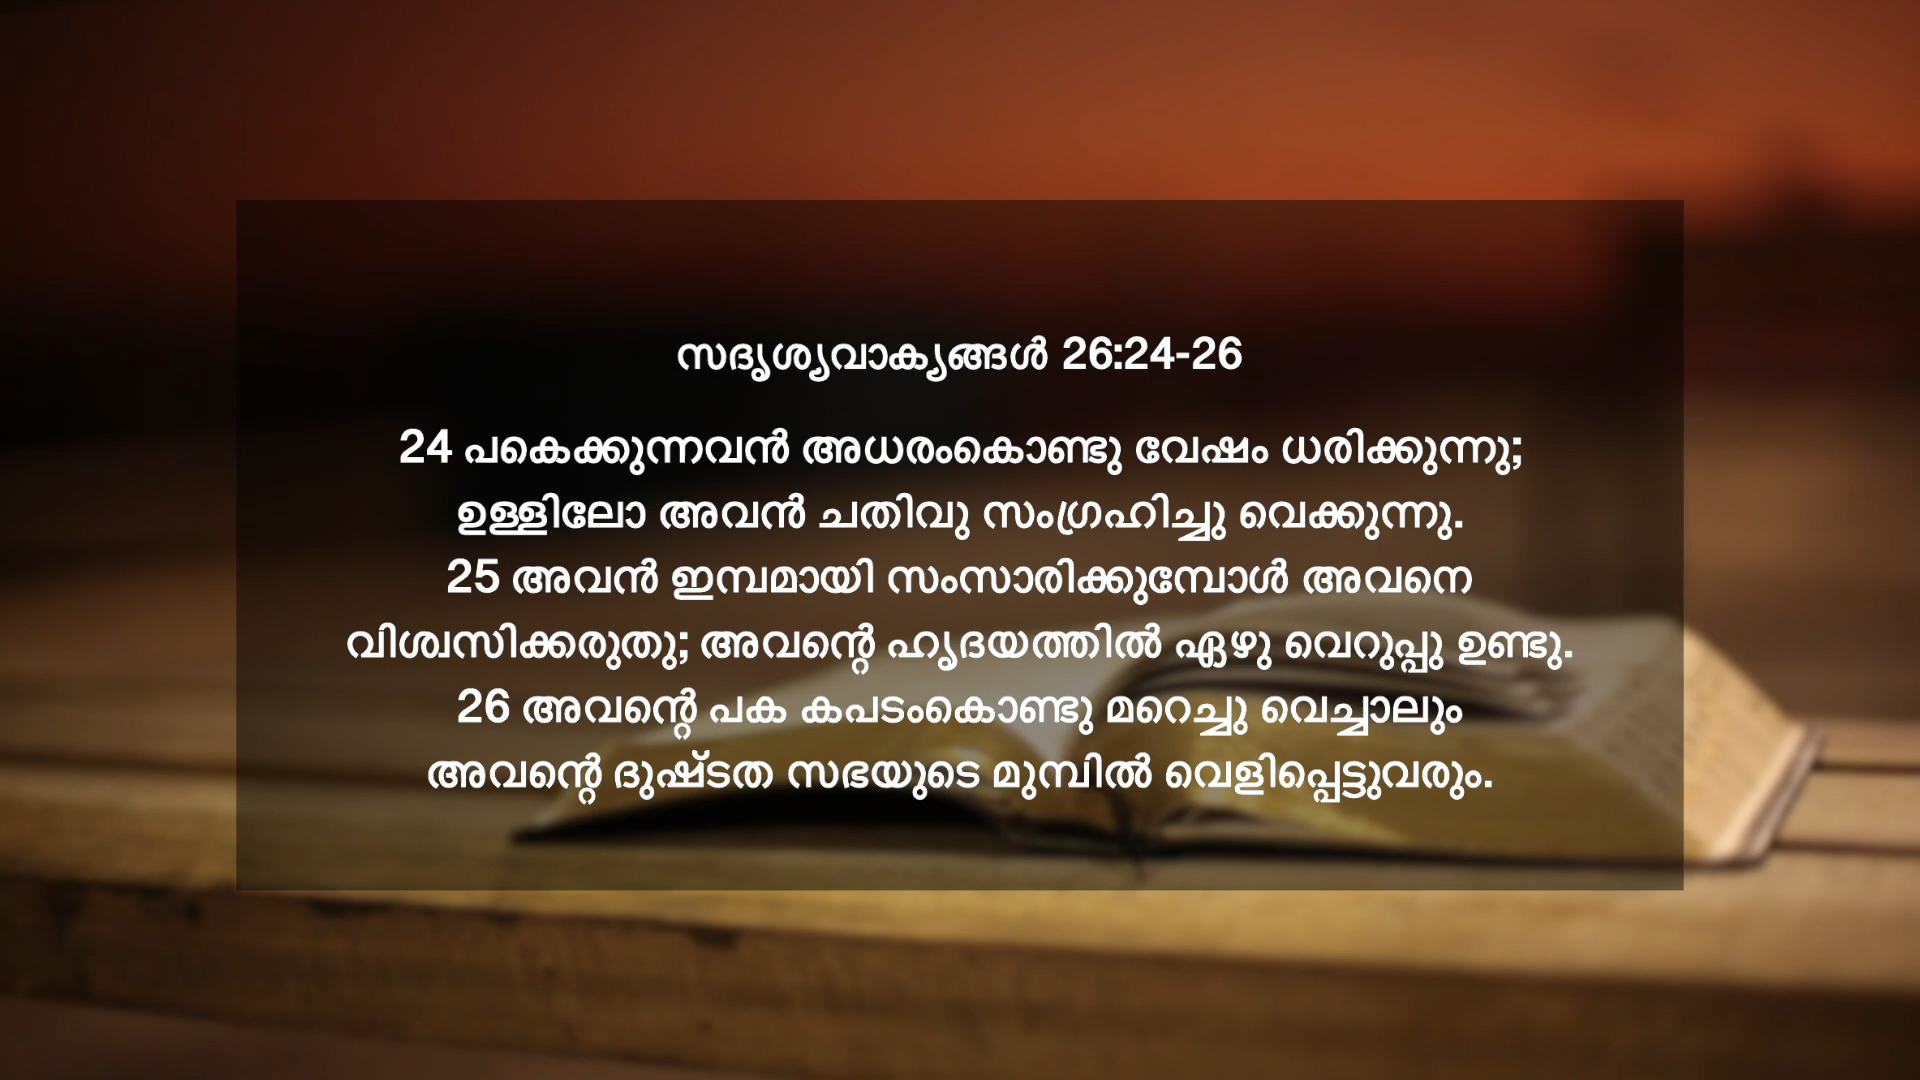 സദൃശ്യവാക്യങ്ങൾ 26:24-26
24 പകെക്കുന്നവൻ അധരംകൊണ്ടു വേഷം ധരിക്കുന്നു;
ഉള്ളിലോ അവൻ ചതിവു സംഗ്രഹിച്ചു വെക്കുന്നു.
25 അവൻ ഇമ്പമായി സംസാരിക്കുമ്പോൾ അവനെ
വിശ്വസിക്കരുതു; അവന്റെ ഹൃദയത്തിൽ ഏഴു വെറുപ്പു ഉണ്ടു.
26 അവന്റെ പക കപടംകൊണ്ടു മറെച്ചു വെച്ചാലും
അവന്റെ ദുഷ്ടത സഭയുടെ മുമ്പിൽ വെളിപ്പെട്ടുവരും.